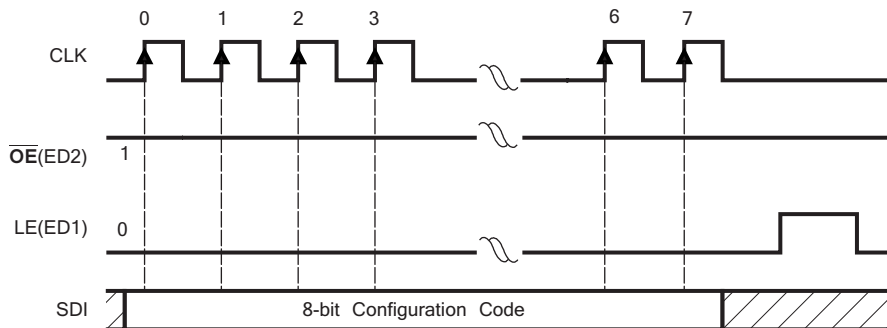 0 1 2 3 6 7
CLK
OE(ED2) 1
LE(ED1) 0
SDI 8-bit Configuration Code